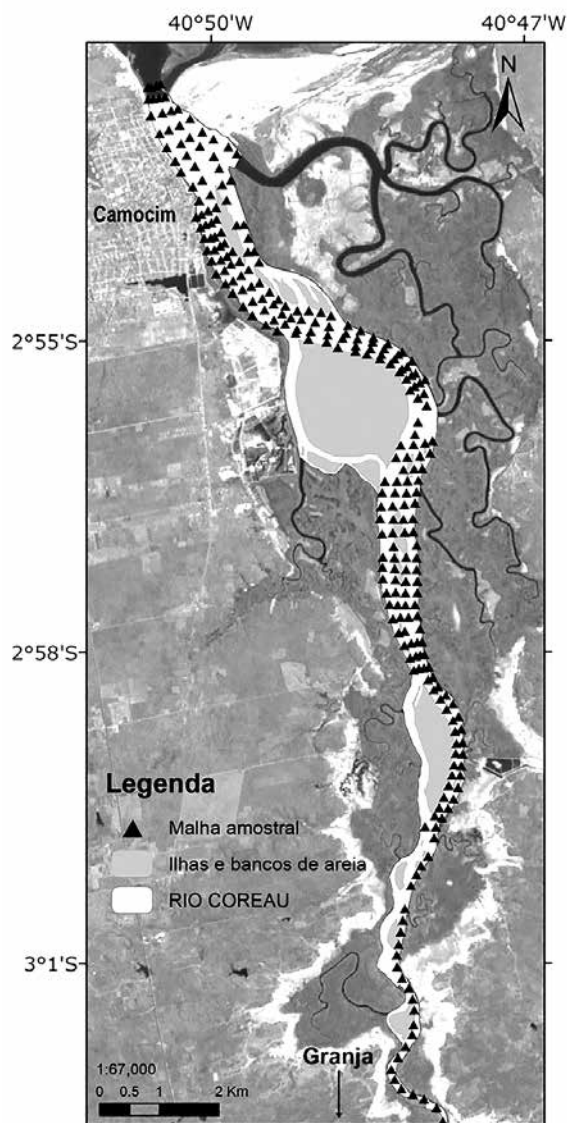 40°50'W 40°47'W
N
Camocim
2°55'S
2°58'S
Legenda
Malha amostral
Ilhas e bancos de areia
RIO COREAU
3°1'S
Granja
1:67,000
0 0.5 1 2 Km